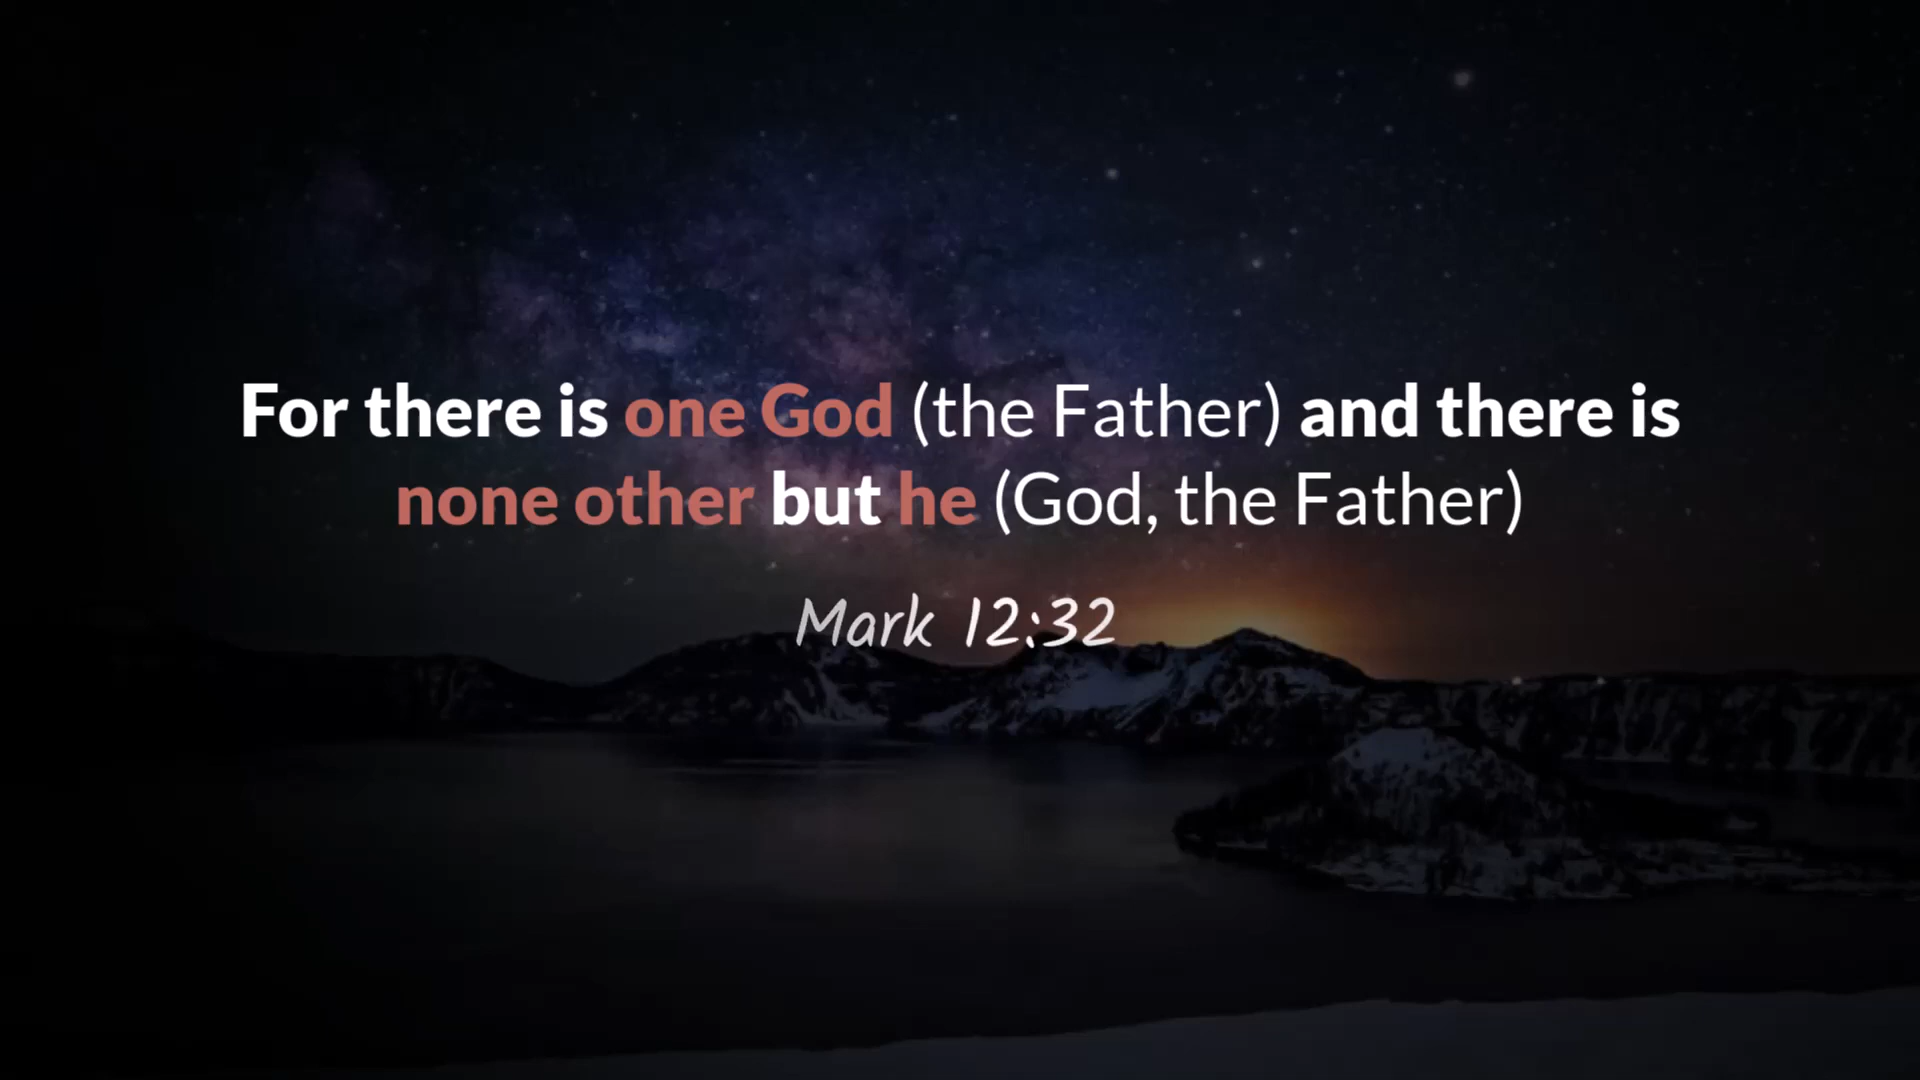 For there is one God (the Father) and there is
none other but he (God, the Father)
Mark 12:32